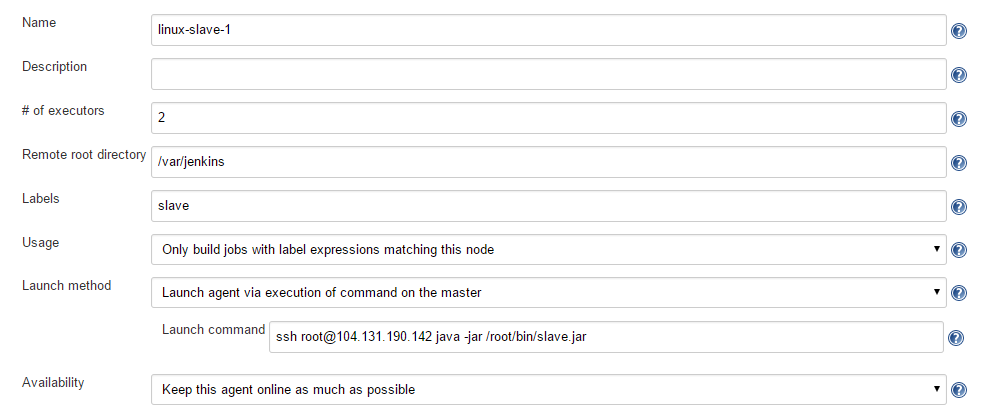 Name linux-slave-1
Description
# of executors 2
Remote root directory /var/jenkins
Labels slave
Usage Only build jobs with label expressions matching this node
Launch method Launch agent via execution of command on the master
Launch command ssh root@104.131.190.142 java -jar /root/bin/slave.jar
Availability Keep this agent online as much as possible